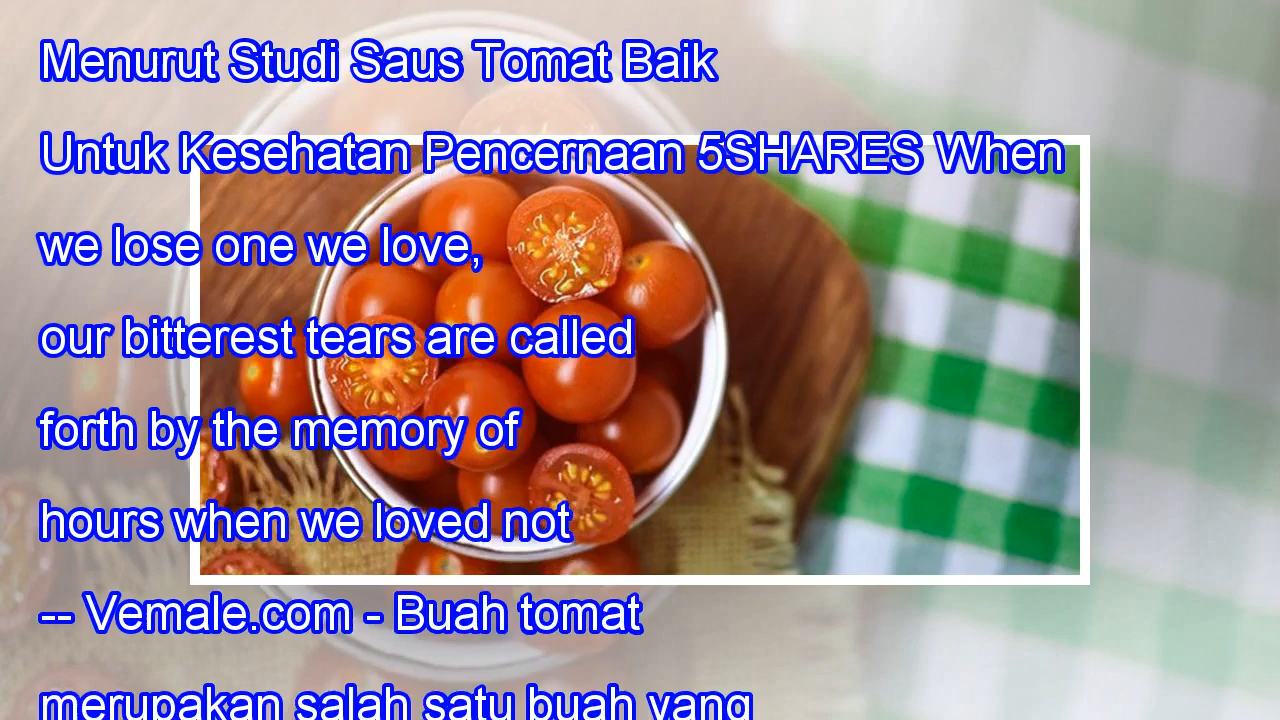 Menurut Studi Saus Tomat Baik
Untuk Kesehatan Pencernaan 5SHARES When
we lose one we love,
our bitterest tears are called
forth by the memory of
hours when we loved not
-- Vemale.com - Buah tomat
merupakan salah satu buah yang